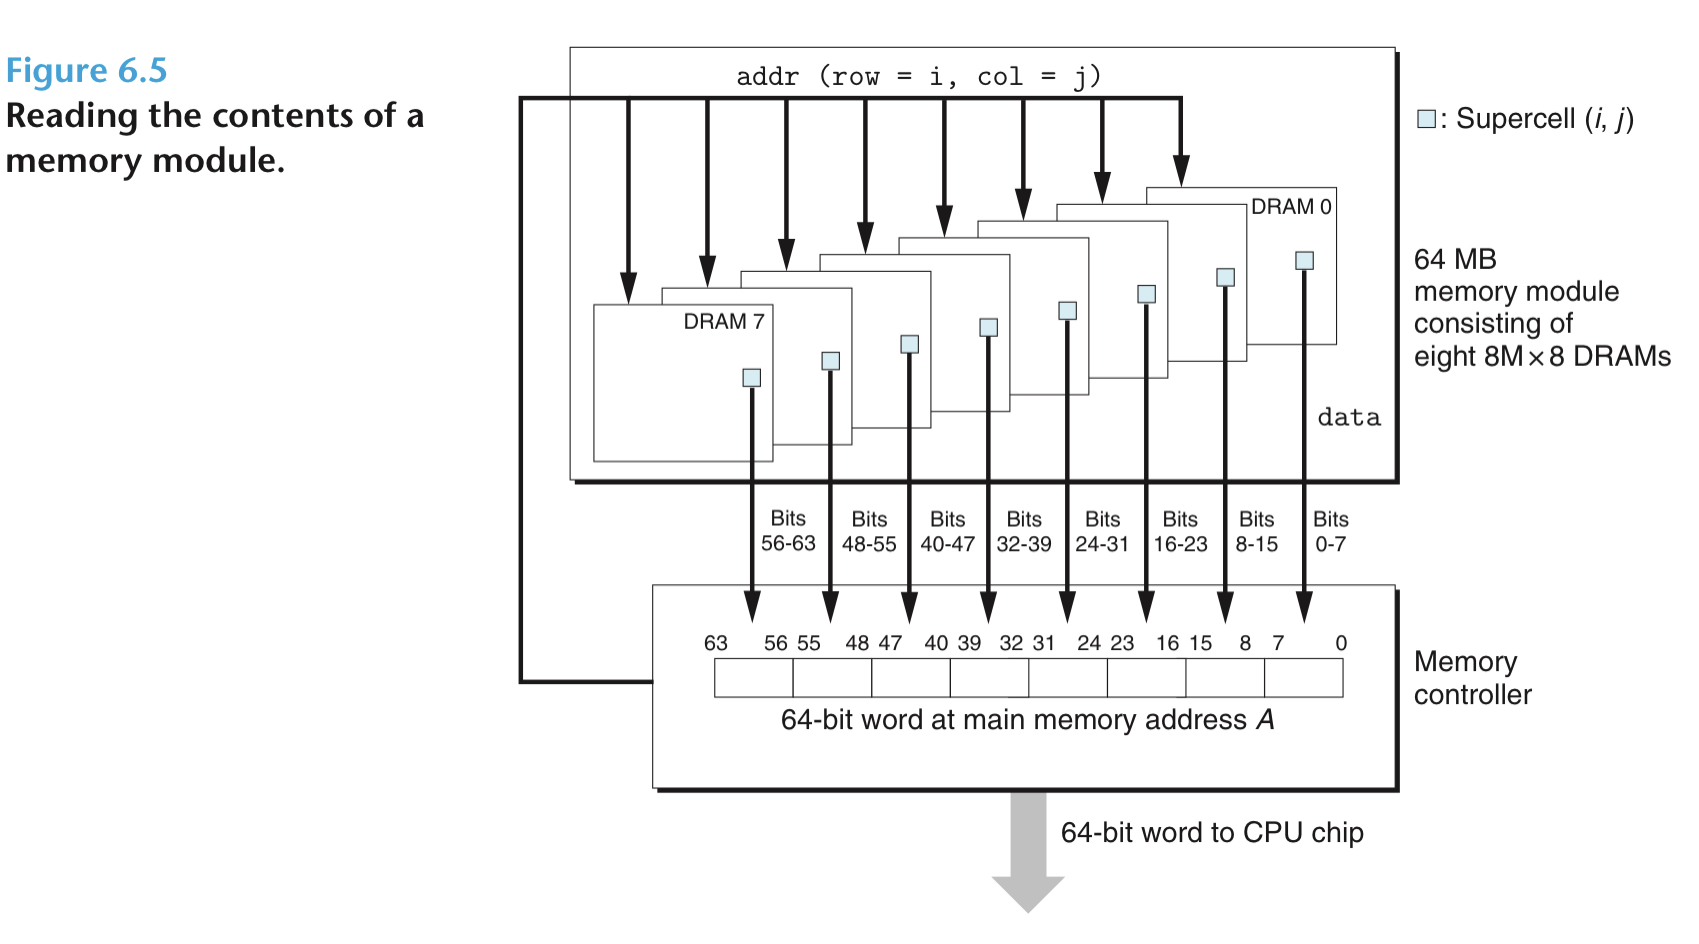 Figure 6.5
Reading the contents of a
memory module.
addr (row = i, col = j)
: Supercell (i, j)
DRAM 0
DRAM 7
64 MB
memory module
consisting of
eight 8M×8 DRAMs
data
Bits 56-63
Bits 48-55
Bits 40-47
Bits 32-39
Bits 24-31
Bits 16-23
Bits 8-15
Bits 0-7
63 56 55 48 47 40 39 32 31 24 23 16 15 8 7 0
64-bit word at main memory address A
Memory
controller
64-bit word to CPU chip